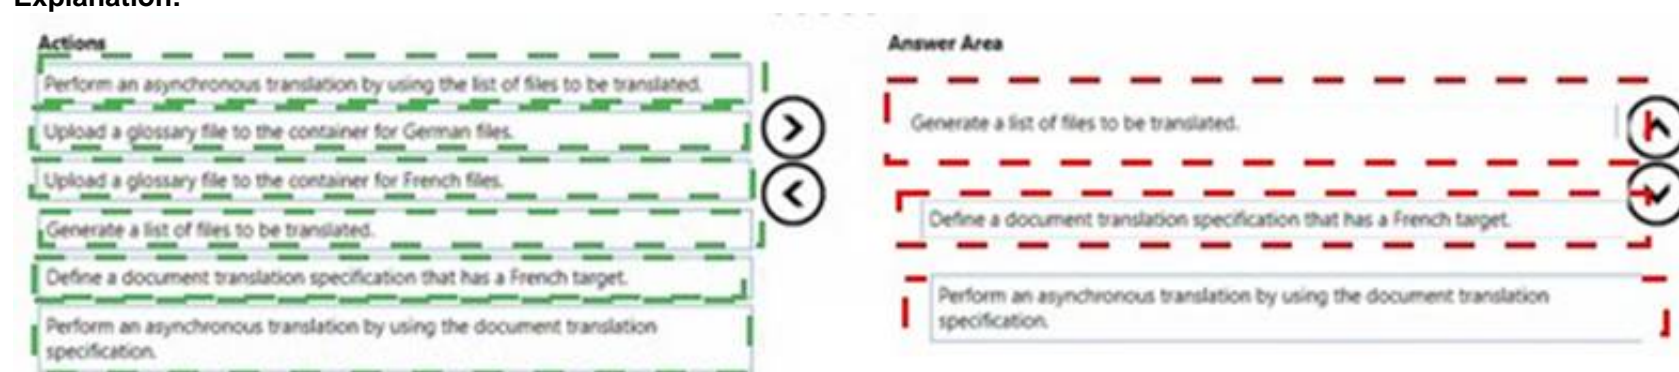 Explanation:
Actions
Perform an asynchronous translation by using the list of files to be translated.
Upload a glossary file to the container for German files.
Upload a glossary file to the container for French files.
Generate a list of files to be translated.
Define a document translation specification that has a French target.
Perform an asynchronous translation by using the document translation
specification.
Answer Area
Generate a list of files to be translated.
Define a document translation specification that has a French target.
Perform an asynchronous translation by using the document translation
specification.